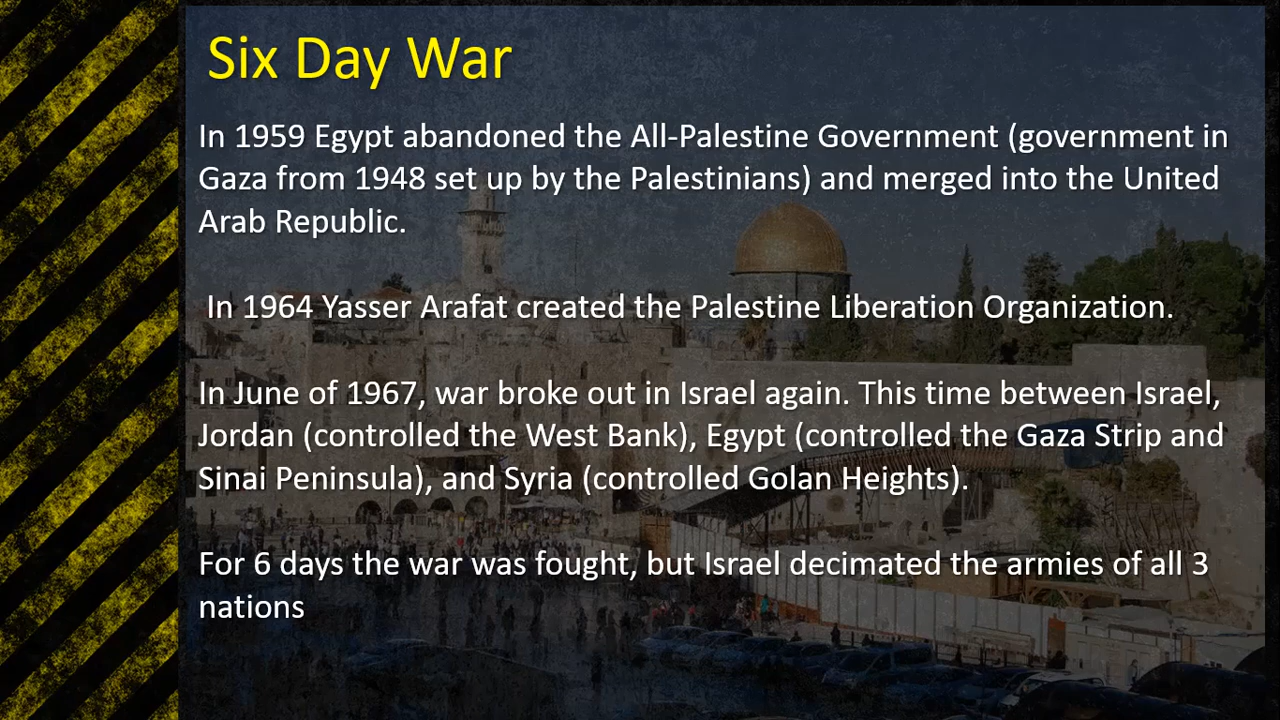 Six Day War
In 1959 Egypt abandoned the All-Palestine Government (government in
Gaza from 1948 set up by the Palestinians) and merged into the United
Arab Republic.
In 1964 Yasser Arafat created the Palestine Liberation Organization.
In June of 1967, war broke out in Israel again. This time between Israel,
Jordan (controlled the West Bank), Egypt (controlled the Gaza Strip and
Sinai Peninsula), and Syria (controlled Golan Heights).
For 6 days the war was fought, but Israel decimated the armies of all 3
nations